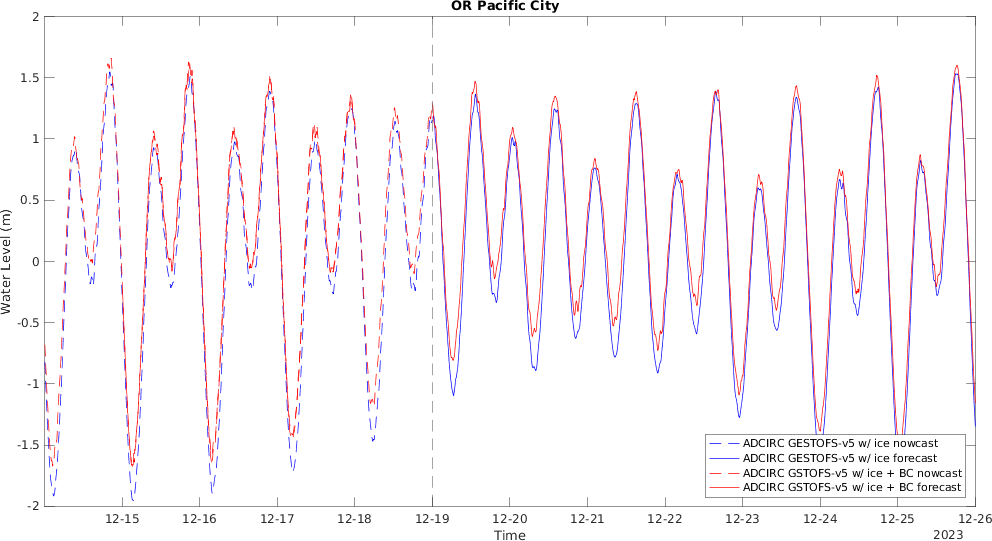 OR Pacific City
2
1.5
1
0.5
0
-0.5
-1
-1.5
-2
Water Level (m)
ADCIRC GESTOFS-v5 w/ ice nowcast
ADCIRC GESTOFS-v5 w/ ice forecast
ADCIRC GSTOFS-v5 w/ ice + BC nowcast
ADCIRC GSTOFS-v5 w/ ice + BC forecast
12-15 12-16 12-17 12-18 12-19 12-20 12-21 12-22 12-23 12-24 12-25 12-26
Time
2023